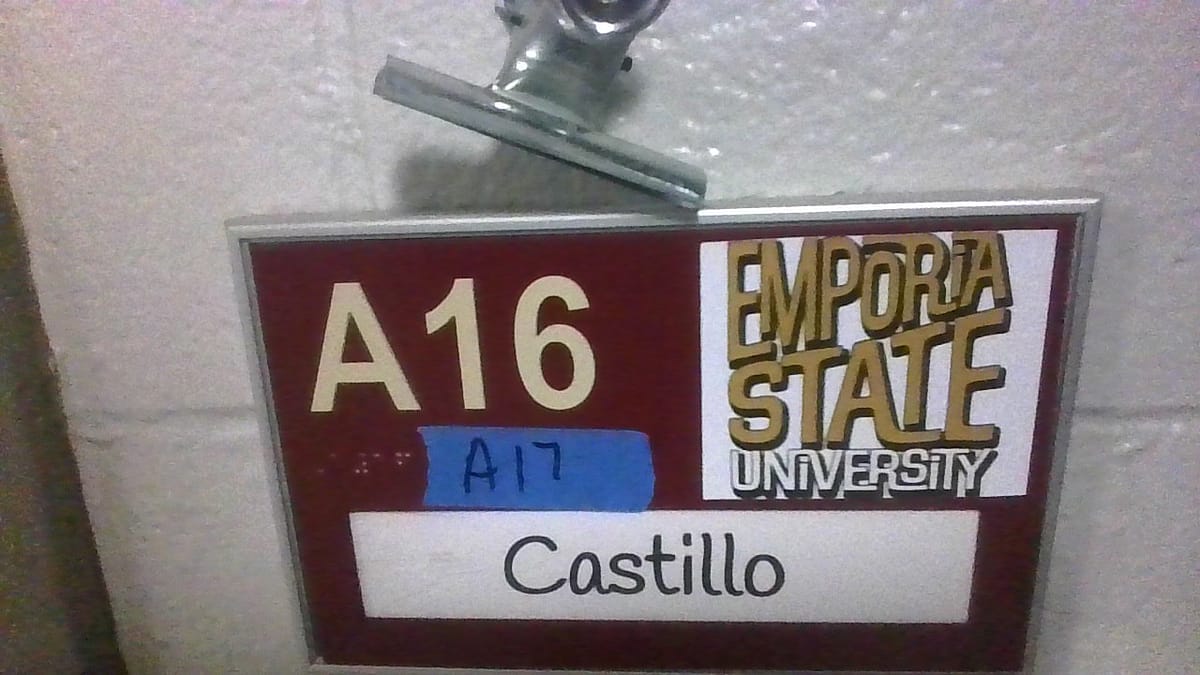 A16
A17
EMPORiA
STATE
UNiVERSiTY
Castillo